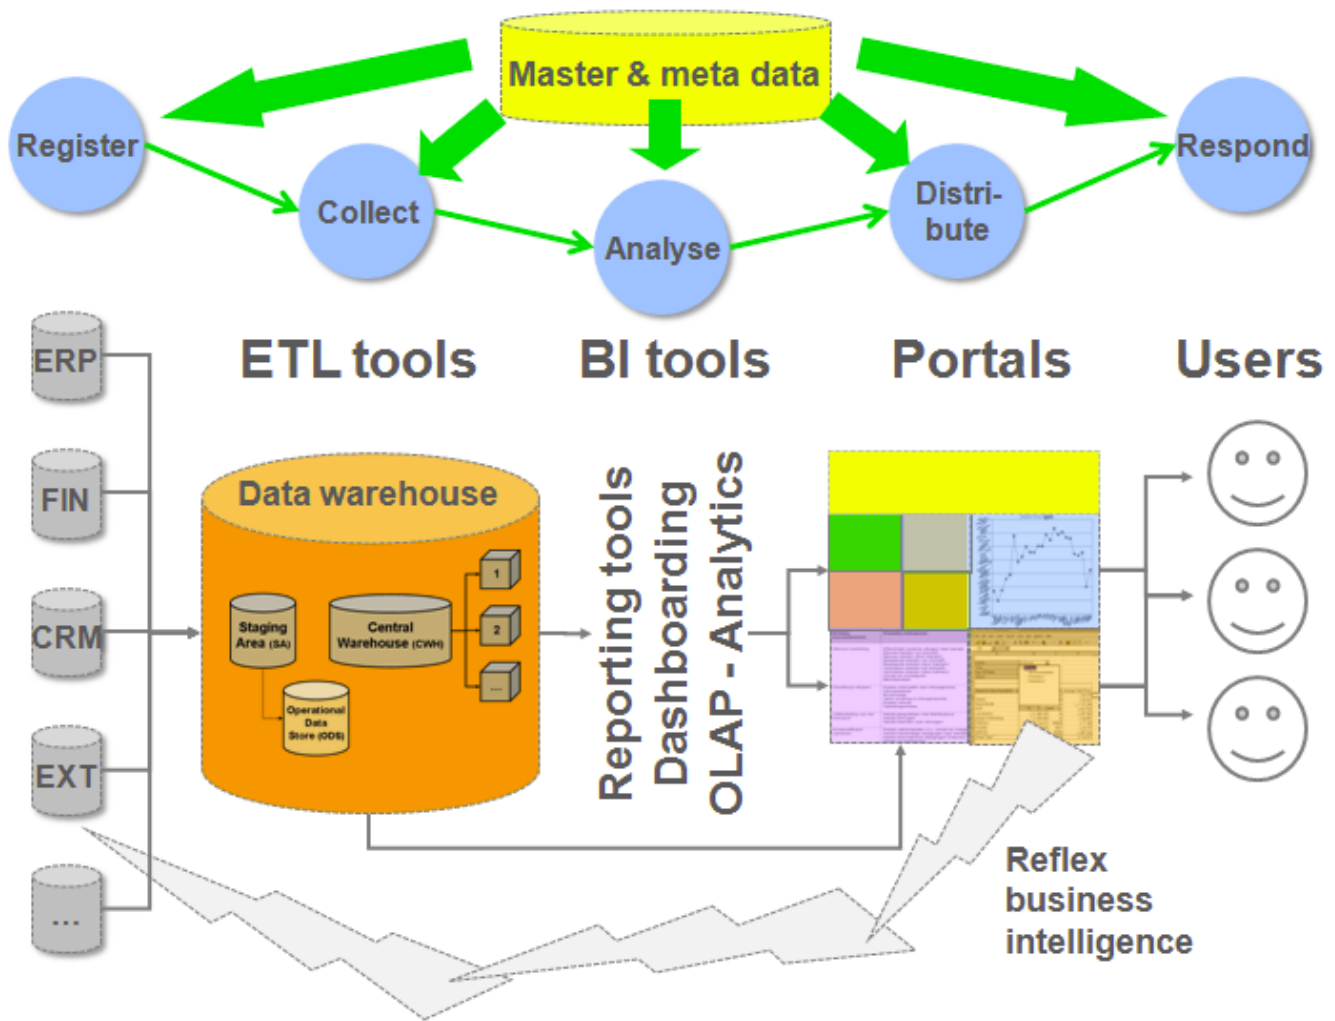 Master & meta data
Register
Collect
Analyse
Distri-
bute
Respond
ETL tools
BI tools
Portals
Users
ERP
FIN
CRM
EXT
...
Data warehouse
Staging
Area (SA)
Central
Warehouse (CWH)
Operational
Data
Store (ODS)
1
2
....
Reporting tools
Dashboarding
OLAP - Analytics
Reflex
business
intelligence